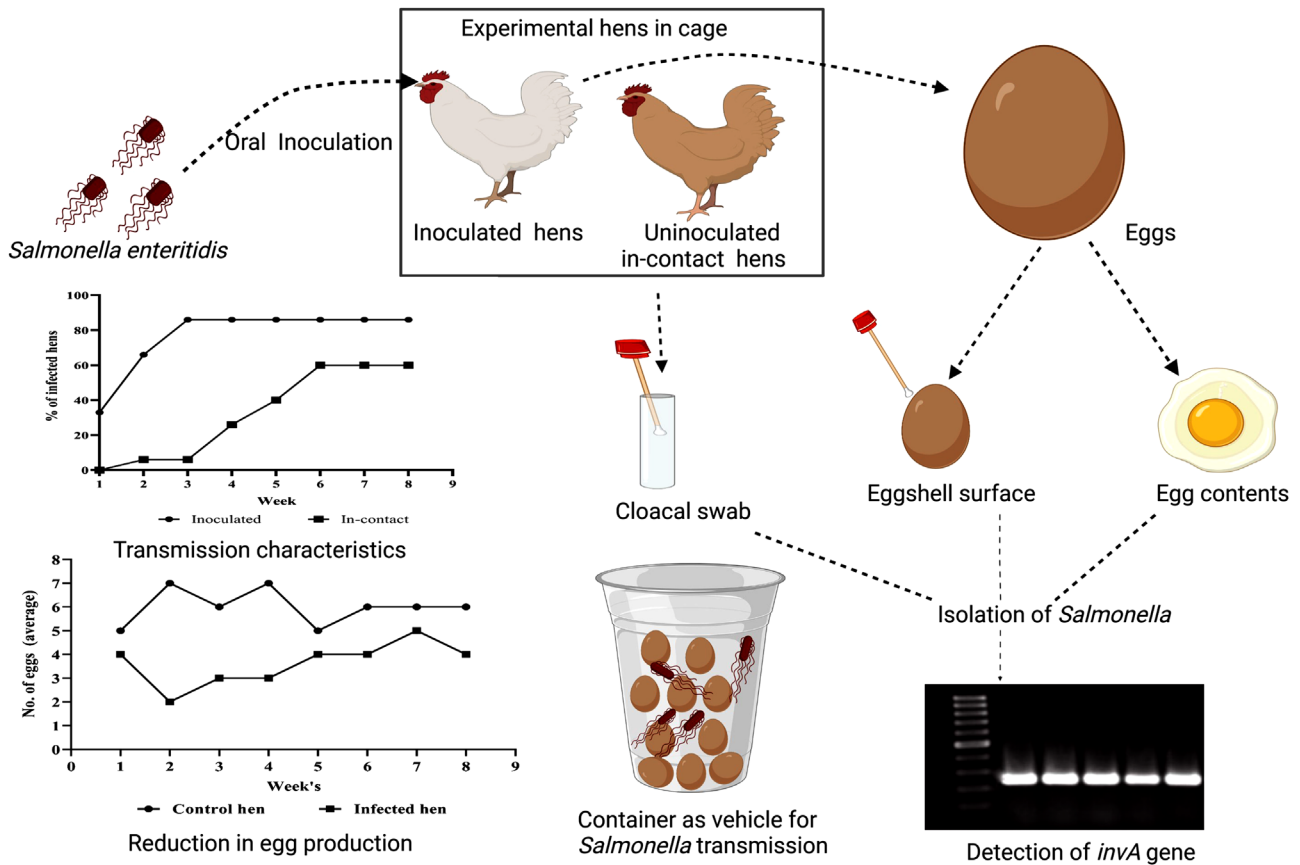 Experimental hens in cage
Oral Inoculation
Salmonella enteritidis
Inoculated hens
Uninoculated
in-contact hens
Eggs
% of infected hens
100
80
60
40
20
0
1 2 3 4 5 6 7 8 9
Week
Inoculated In-contact
Transmission characteristics
Cloacal swab
Eggshell surface
Egg contents
No. of eggs (average)
8
7
6
5
4
3
2
1
0
0 1 2 3 4 5 6 7 8 9
Week's
Control hen Infected hen
Reduction in egg production
Isolation of Salmonella
Container as vehicle for
Salmonella transmission
Detection of invA gene